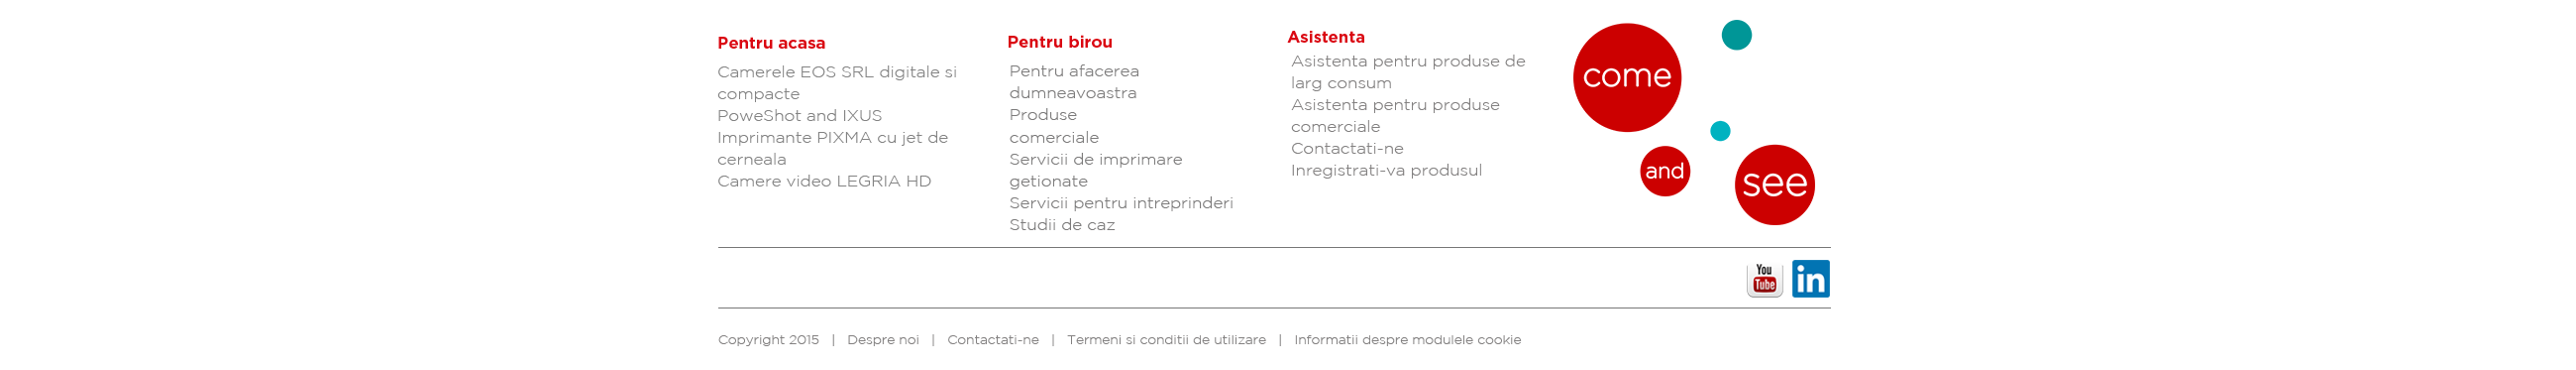 Pentru acasa
Camerele EOS SRL digitale si
compacte
PoweShot and IXUS
Imprimante PIXMA cu jet de
cerneala
Camere video LEGRIA HD
Pentru birou
Pentru afacerea
dumneavoastra
Produse
comerciale
Servicii de imprimare
getionate
Servicii pentru intreprinderi
Studii de caz
Asistenta
Asistenta pentru produse de
larg consum
Asistenta pentru produse
comerciale
Contactati-ne
Inregistrati-va produsul
come
and
see
You
Tube
in
Copyright 2015 | Despre noi | Contactati-ne | Termeni si conditii de utilizare | Informatii despre modulele cookie